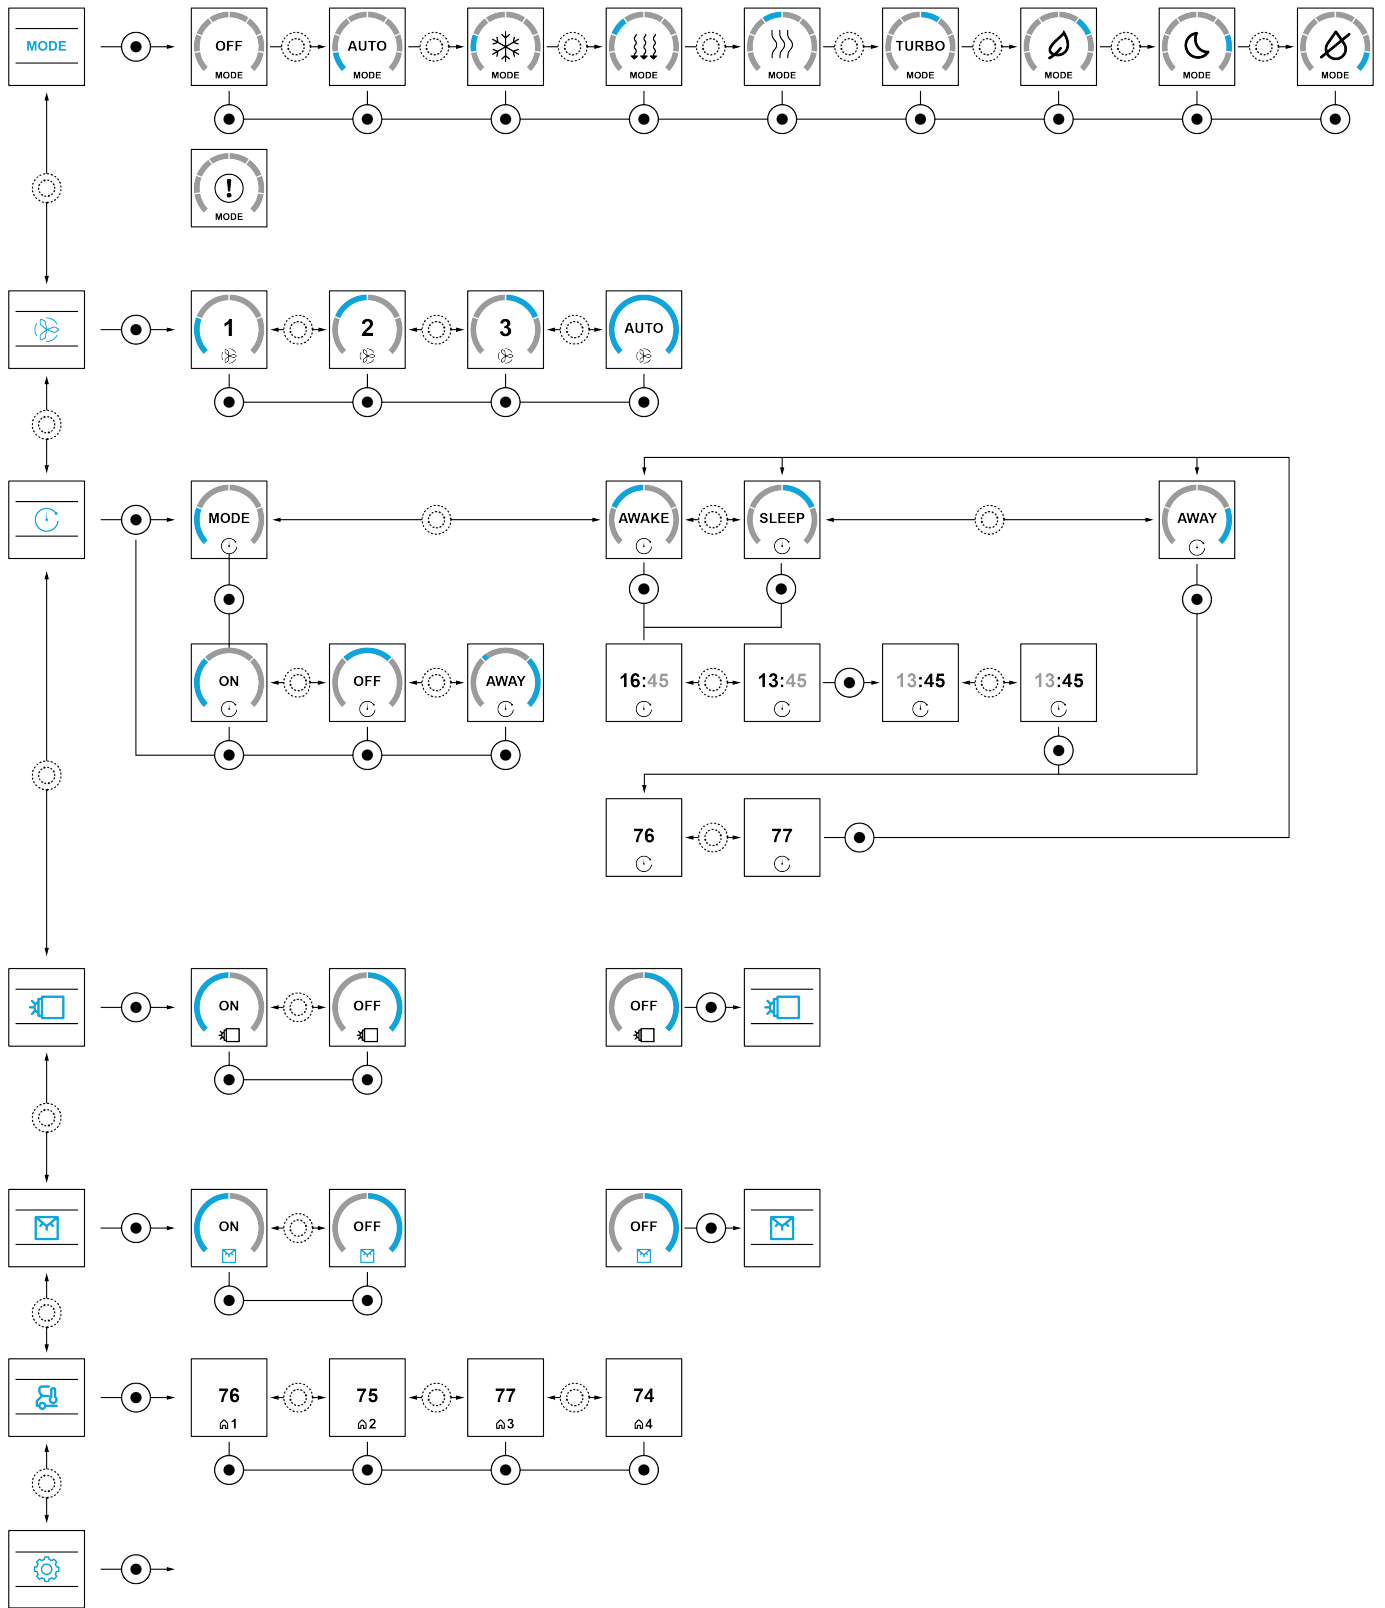 MODE
OFF
MODE
AUTO
MODE
MODE
MODE
MODE
TURBO
MODE
MODE
MODE
MODE
!
MODE
1
2
3
AUTO
MODE
AWAKE
SLEEP
AWAY
ON
OFF
AWAY
16:45
13:45
13:45
13:45
76
77
ON
OFF
OFF
ON
OFF
OFF
76
1
75
2
77
3
74
4